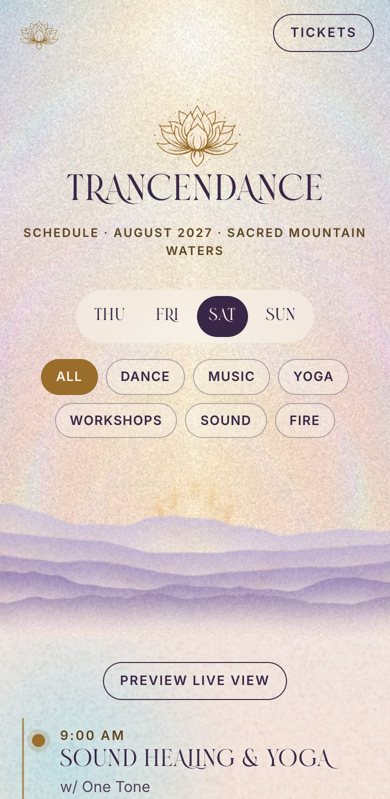 TICKETS
TRANCENDANCE
SCHEDULE · AUGUST 2027 · SACRED MOUNTAIN
WATERS
THU FRI SAT SUN
ALL DANCE MUSIC YOGA
WORKSHOPS SOUND FIRE
PREVIEW LIVE VIEW
9:00 AM
SOUND HEALING & YOGA
w/ One Tone